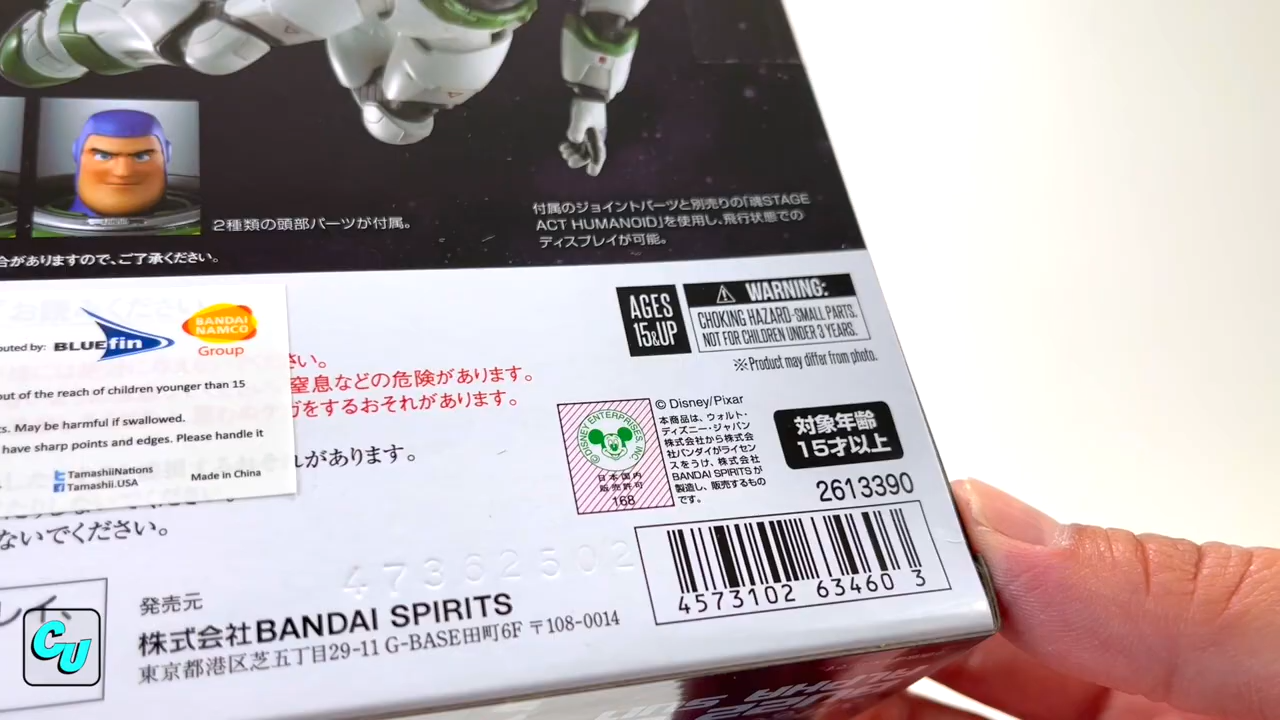 2種類の頭部パーツが付属。
付属のジョイントパーツと別売りの「魂STAGE
ACT HUMANOID」を使用し、飛行状態での
ディスプレイが可能。
合がありますので、ご了承ください。
AGES
15&UP
WARNING:
CHOKING HAZARD-SMALL PARTS.
NOT FOR CHILDREN UNDER 3 YEARS.
※Product may differ from photo.
uted by:
BLUEfin
BANDAI
NAMCO
Group
out of the reach of children younger than 15
s. May be harmful if swallowed.
have sharp points and edges. Please handle it
TamashiiNations
Tamashii.USA
Made in China
さい。
窒息などの危険があります。
をするおそれがあります。
れがあります。
ないでください。
©DISNEY ENTERPRISES, INC.
日本国内
販売許可
168
© Disney/Pixar
本商品は、ウォルト・
ディズニー・ジャパン
株式会社から株式会
社バンダイがライセン
スをうけ、株式会社
BANDAI SPIRITSが
製造し、販売するもの
です。
対象年齢
15才以上
2613390
4573102 63460 3
47362502
発売元
株式会社BANDAI SPIRITS
東京都港区芝五丁目29-11 G-BASE田町6F 〒108-0014
CU